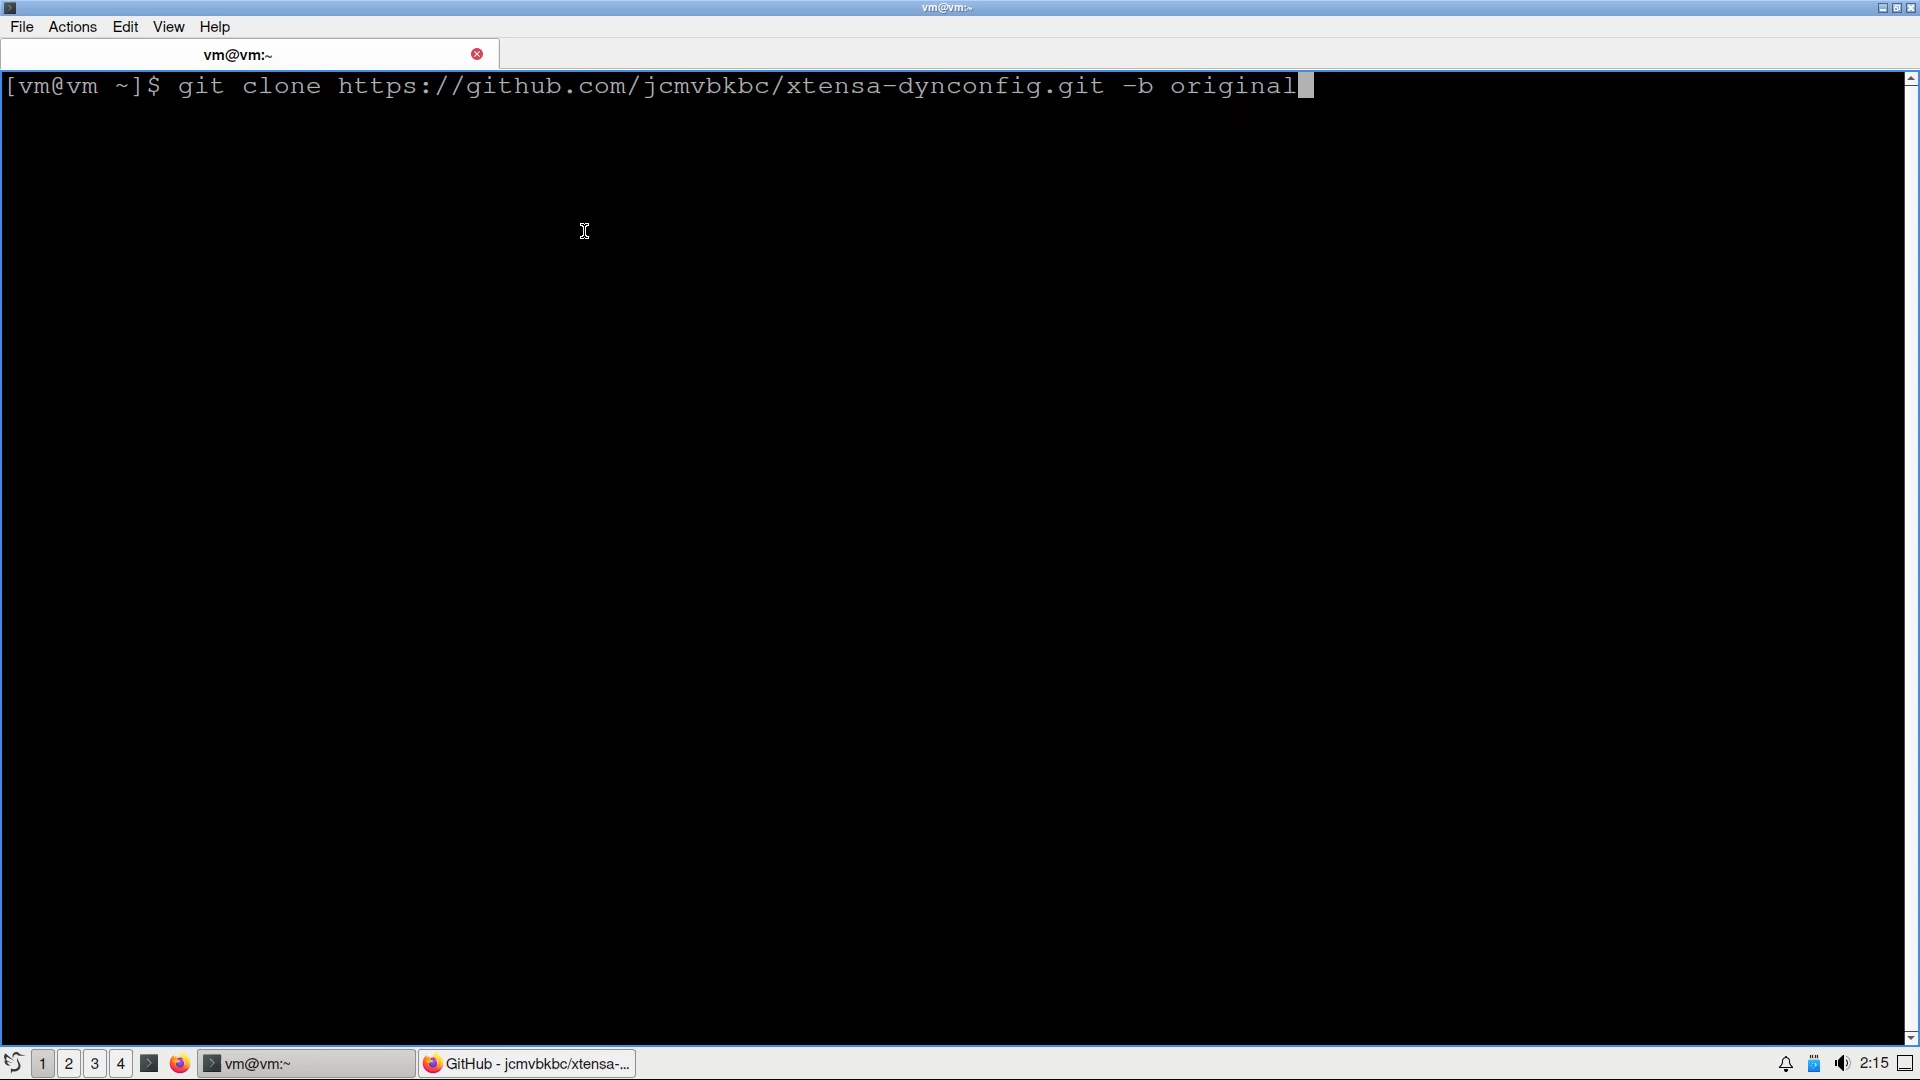 vm@vm:~
File Actions Edit View Help
vm@vm:~
[vm@vm ~]$ git clone https://github.com/jcmvbkbc/xtensa-dynconfig.git -b original
1 2 3 4 vm@vm:~ GitHub - jcmvbkbc/xtensa-... 2:15